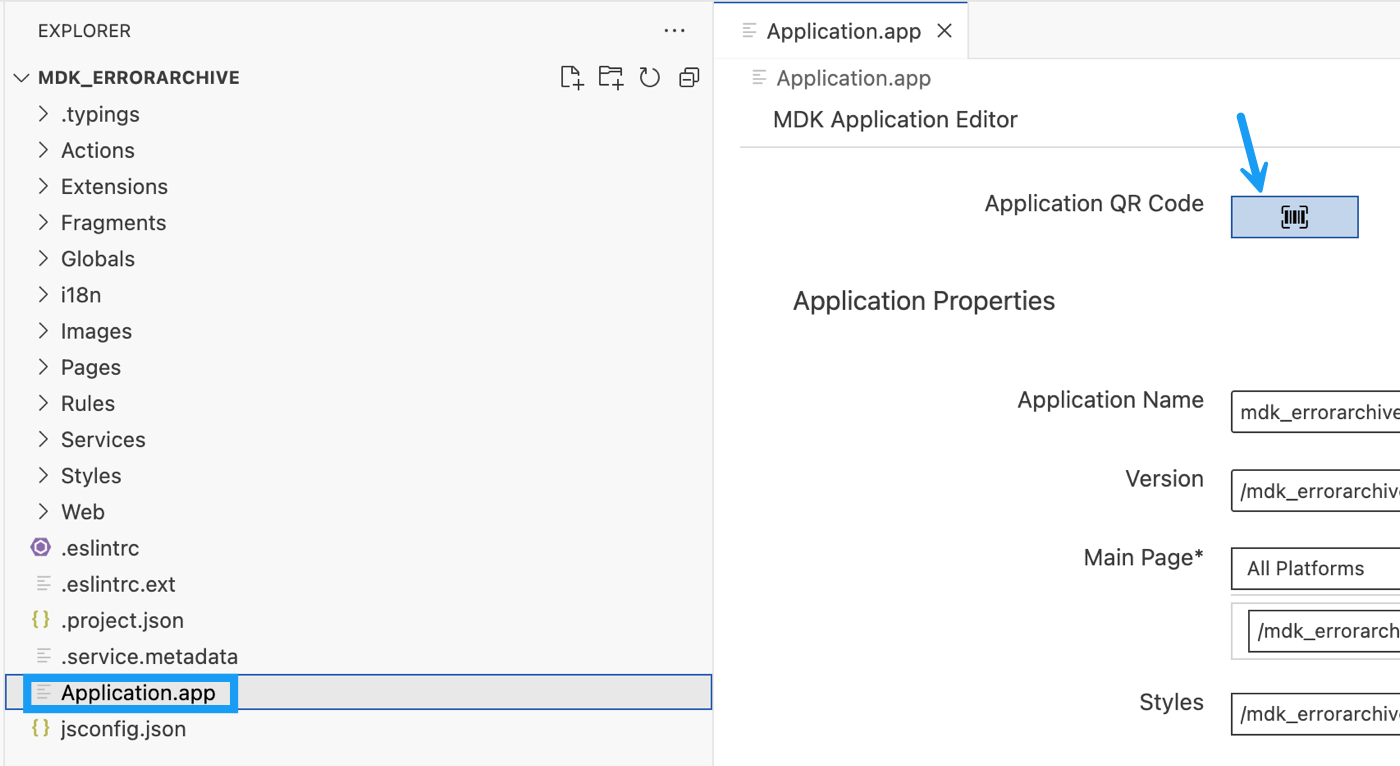 EXPLORER
MDK_ERRORARCHIVE
.typings
Actions
Extensions
Fragments
Globals
i18n
Images
Pages
Rules
Services
Styles
Web
.eslintrc
.eslintrc.ext
.project.json
.service.metadata
Application.app
jsconfig.json
Application.app
Application.app
MDK Application Editor
Application QR Code
Application Properties
Application Name
mdk_errorarchive
Version
/mdk_errorarchiv
Main Page*
All Platforms
/mdk_errorarch
Styles
/mdk_errorarchiv